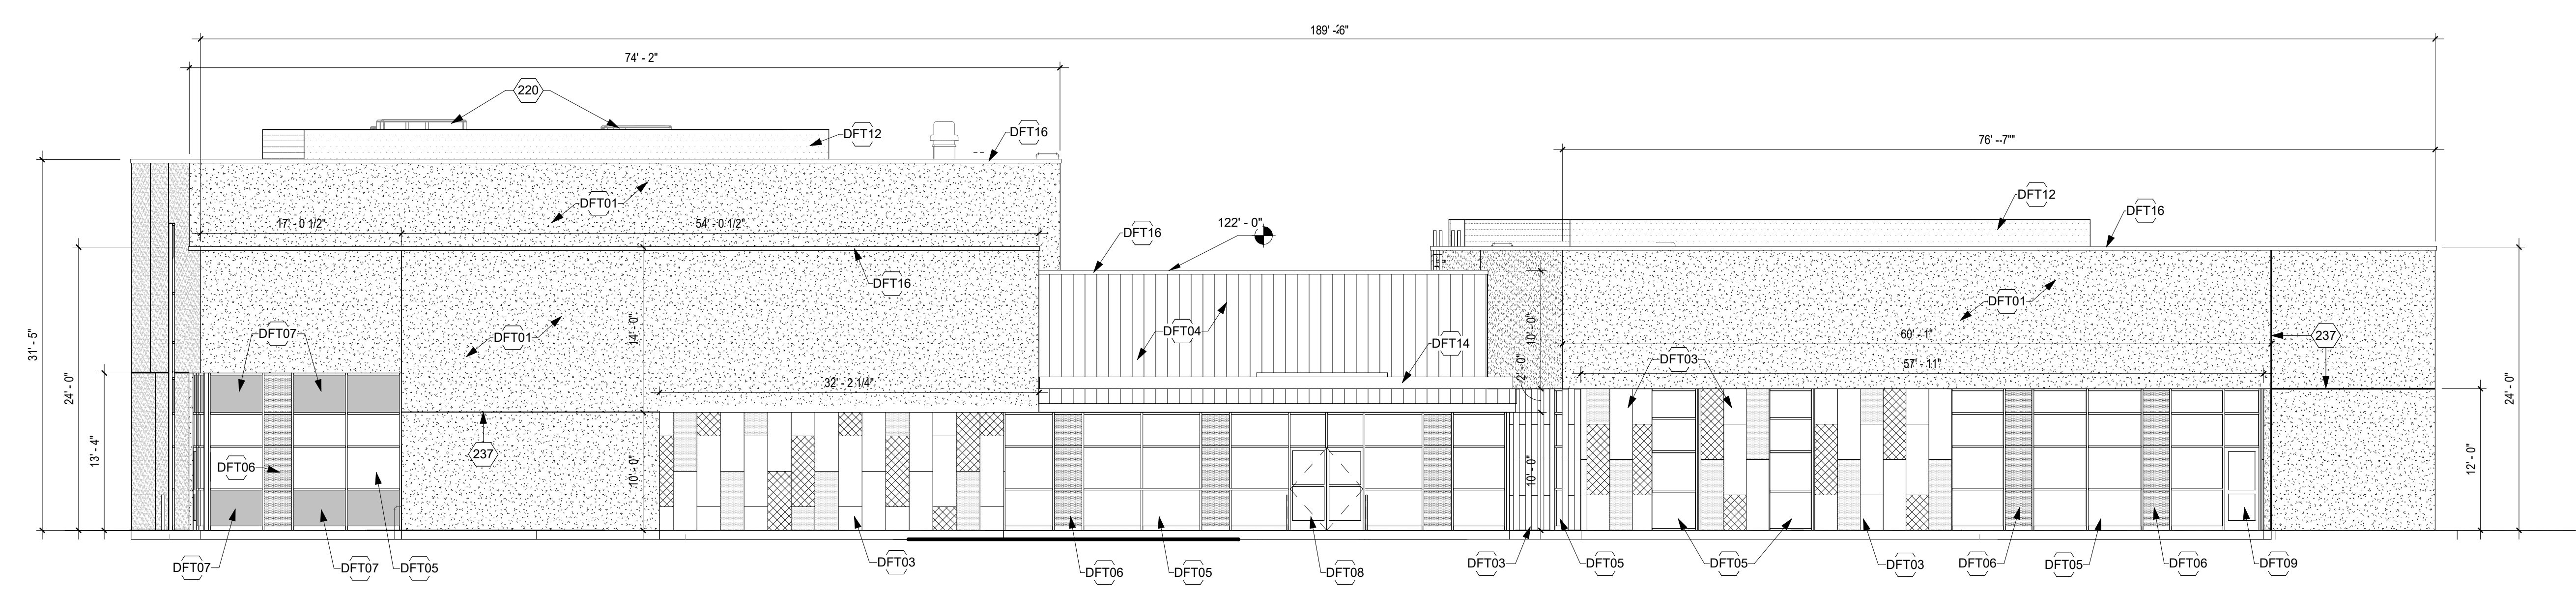 189' -6"
74' - 2"
220
DFT12
DFT16
76' --7""
DFT12
DFT01
DFT16
17' - 0 1/2"
54' - 0 1/2"
DFT16
122' - 0"
DFT16
DFT01
31' - 5"
24' - 0"
13' - 4"
DFT07
DFT01
14' - 0"
DFT04
DFT14
10' - 0"
2' - 0"
60' - 1"
237
DFT03
57' - 11"
24' - 0"
12' - 0"
32' - 2 1/4"
237
DFT06
10' - 0"
10' - 0"
DFT07
DFT07
DFT05
DFT03
DFT06
DFT05
DFT08
DFT03
DFT05
DFT05
DFT03
DFT06
DFT05
DFT06
DFT09